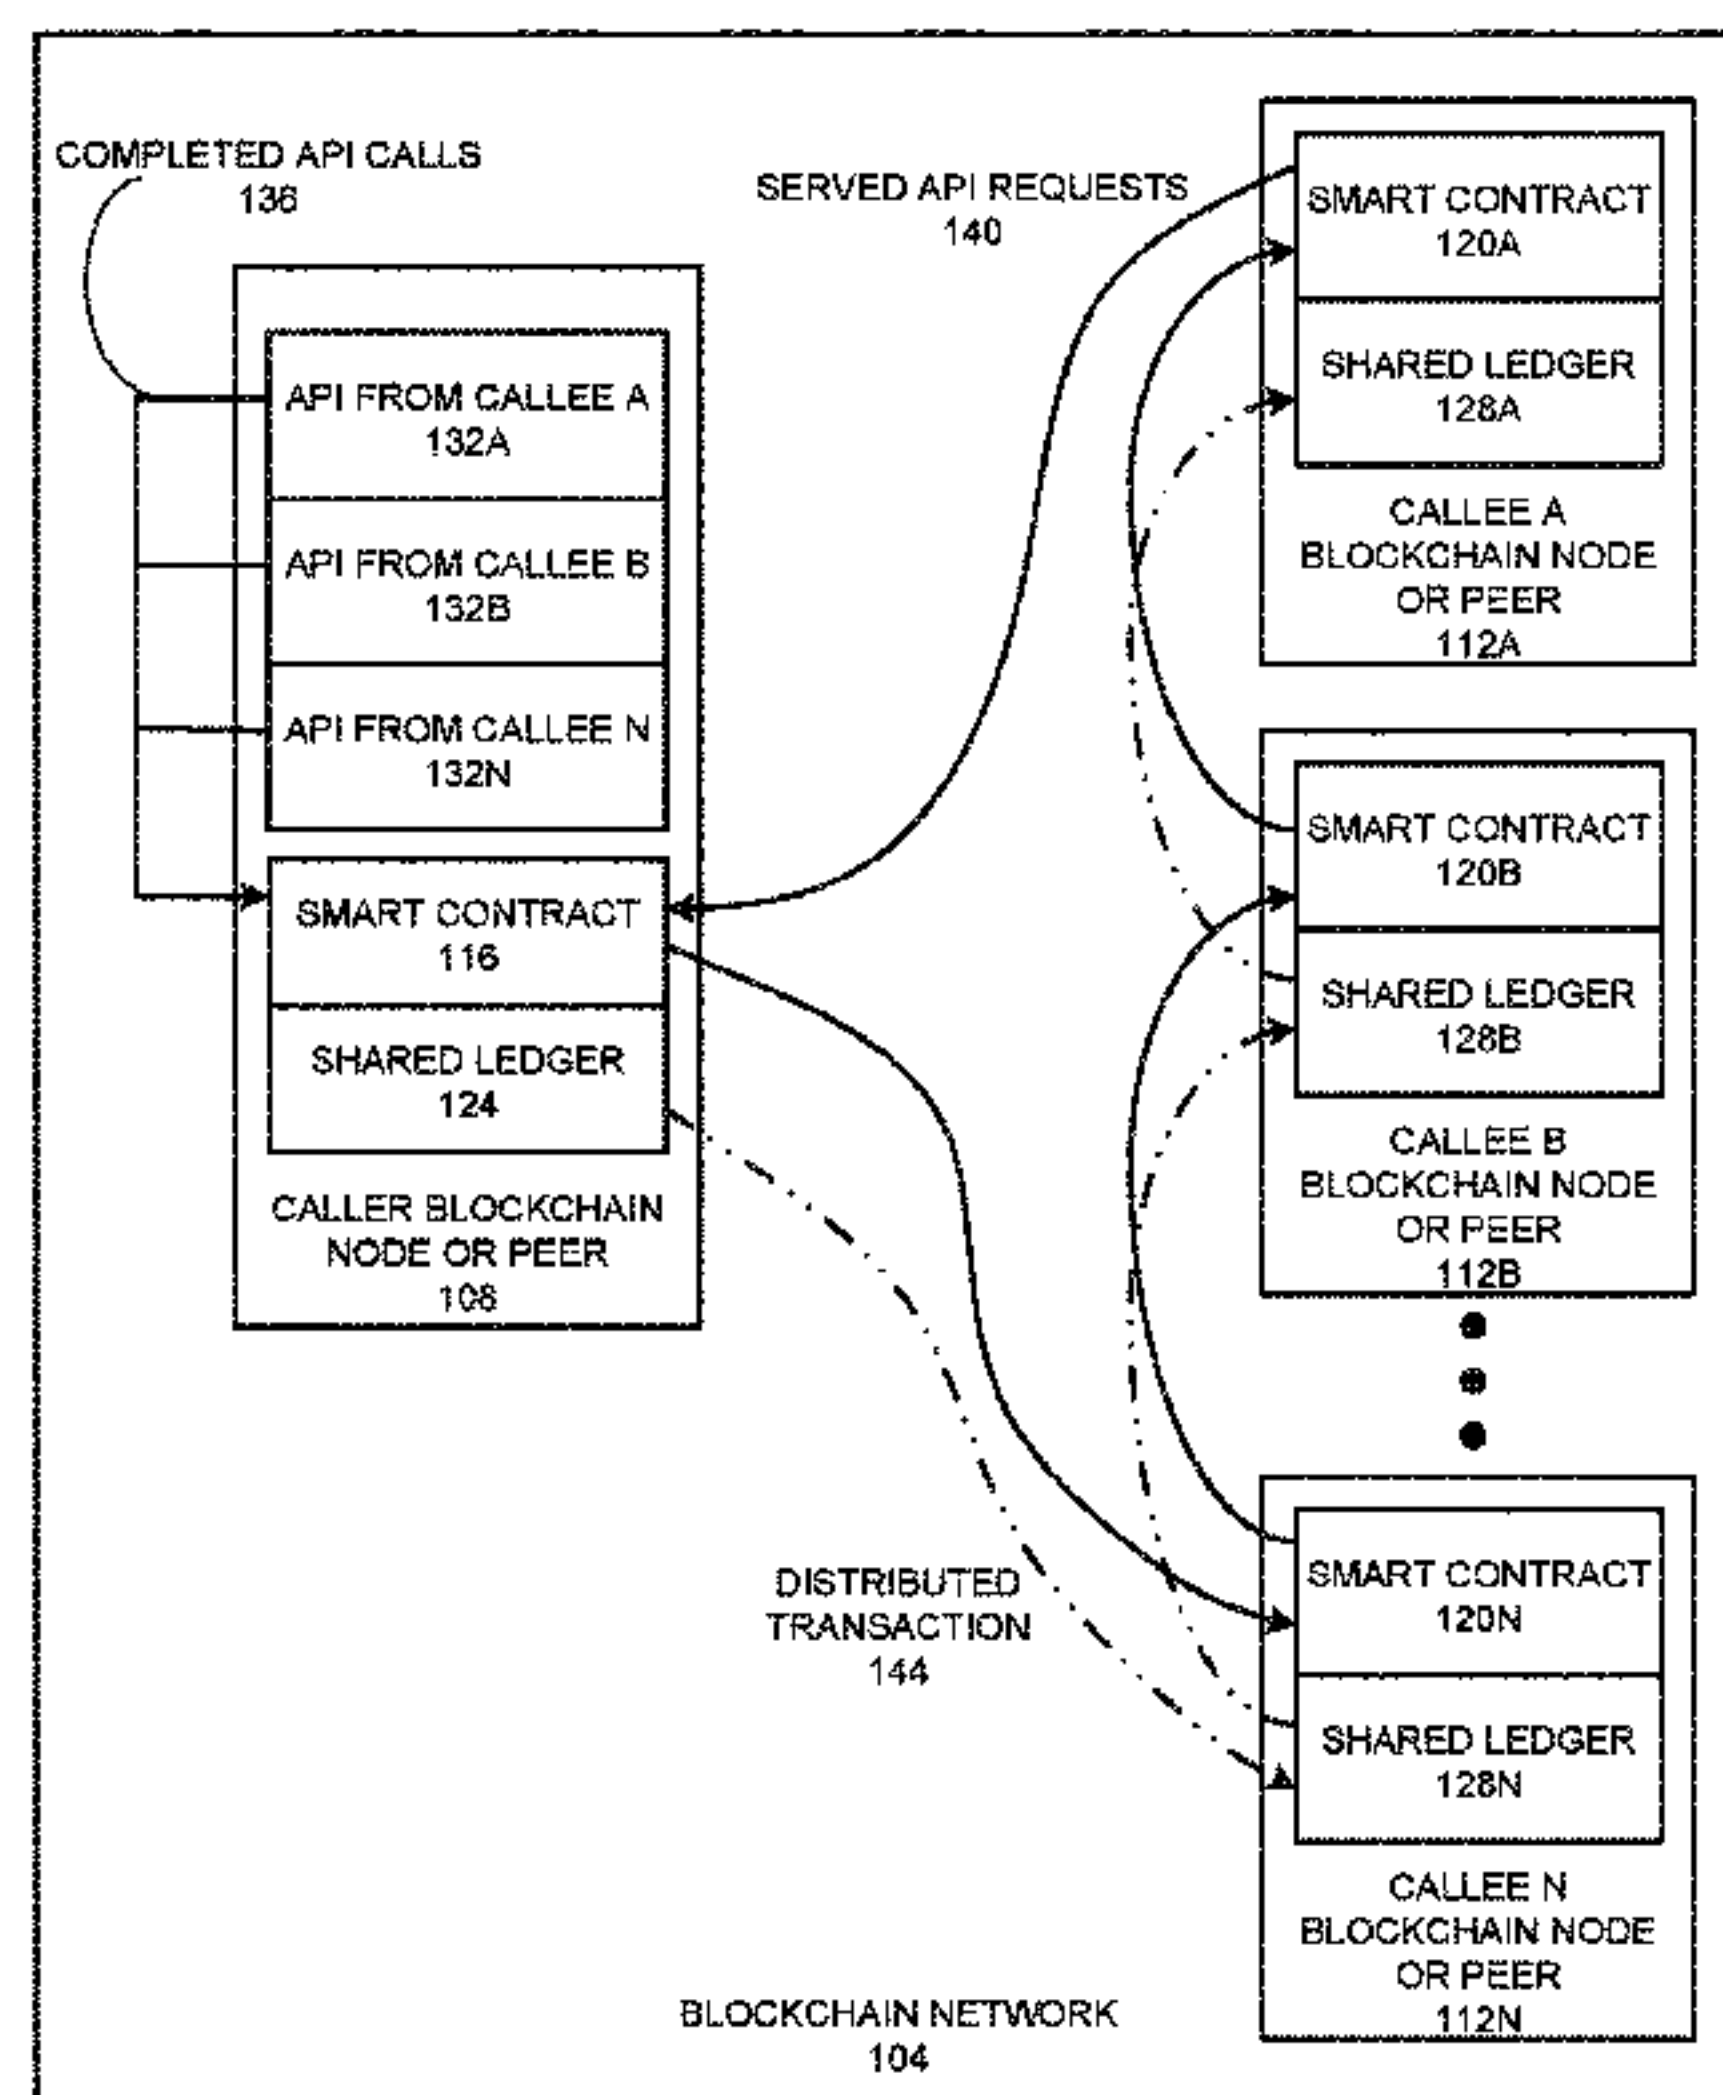 COMPLETED API CALLS
136
SERVED API REQUESTS
140
API FROM CALLEE A
132A
API FROM CALLEE B
132B
API FROM CALLEE N
132N
SMART CONTRACT
116
SHARED LEDGER
124
CALLER BLOCKCHAIN
NODE OR PEER
108
SMART CONTRACT
120A
SHARED LEDGER
128A
CALLEE A
BLOCKCHAIN NODE
OR PEER
112A
SMART CONTRACT
120B
SHARED LEDGER
128B
CALLEE B
BLOCKCHAIN NODE
OR PEER
112B
SMART CONTRACT
120N
SHARED LEDGER
128N
CALLEE N
BLOCKCHAIN NODE
OR PEER
112N
DISTRIBUTED
TRANSACTION
144
BLOCKCHAIN NETWORK
104